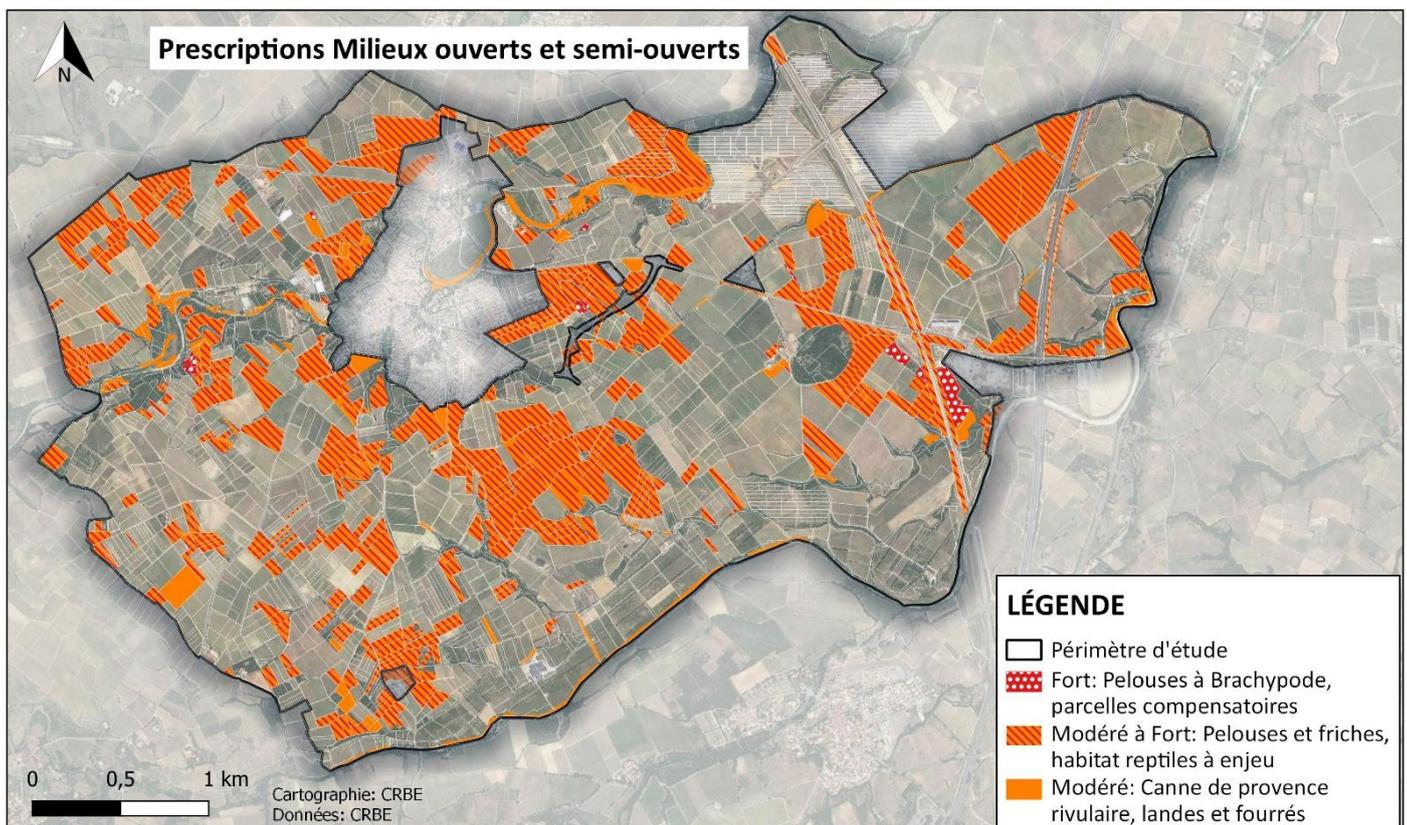 N
Prescriptions Milieux ouverts et semi-ouverts
LÉGENDE
Périmètre d'étude
Fort: Pelouses à Brachypode,
parcelles compensatoires
Modéré à Fort: Pelouses et friches,
habitat reptiles à enjeu
Modéré: Canne de provence
rivulaire, landes et fourrés
0 0,5 1 km
Cartographie: CRBE
Données: CRBE